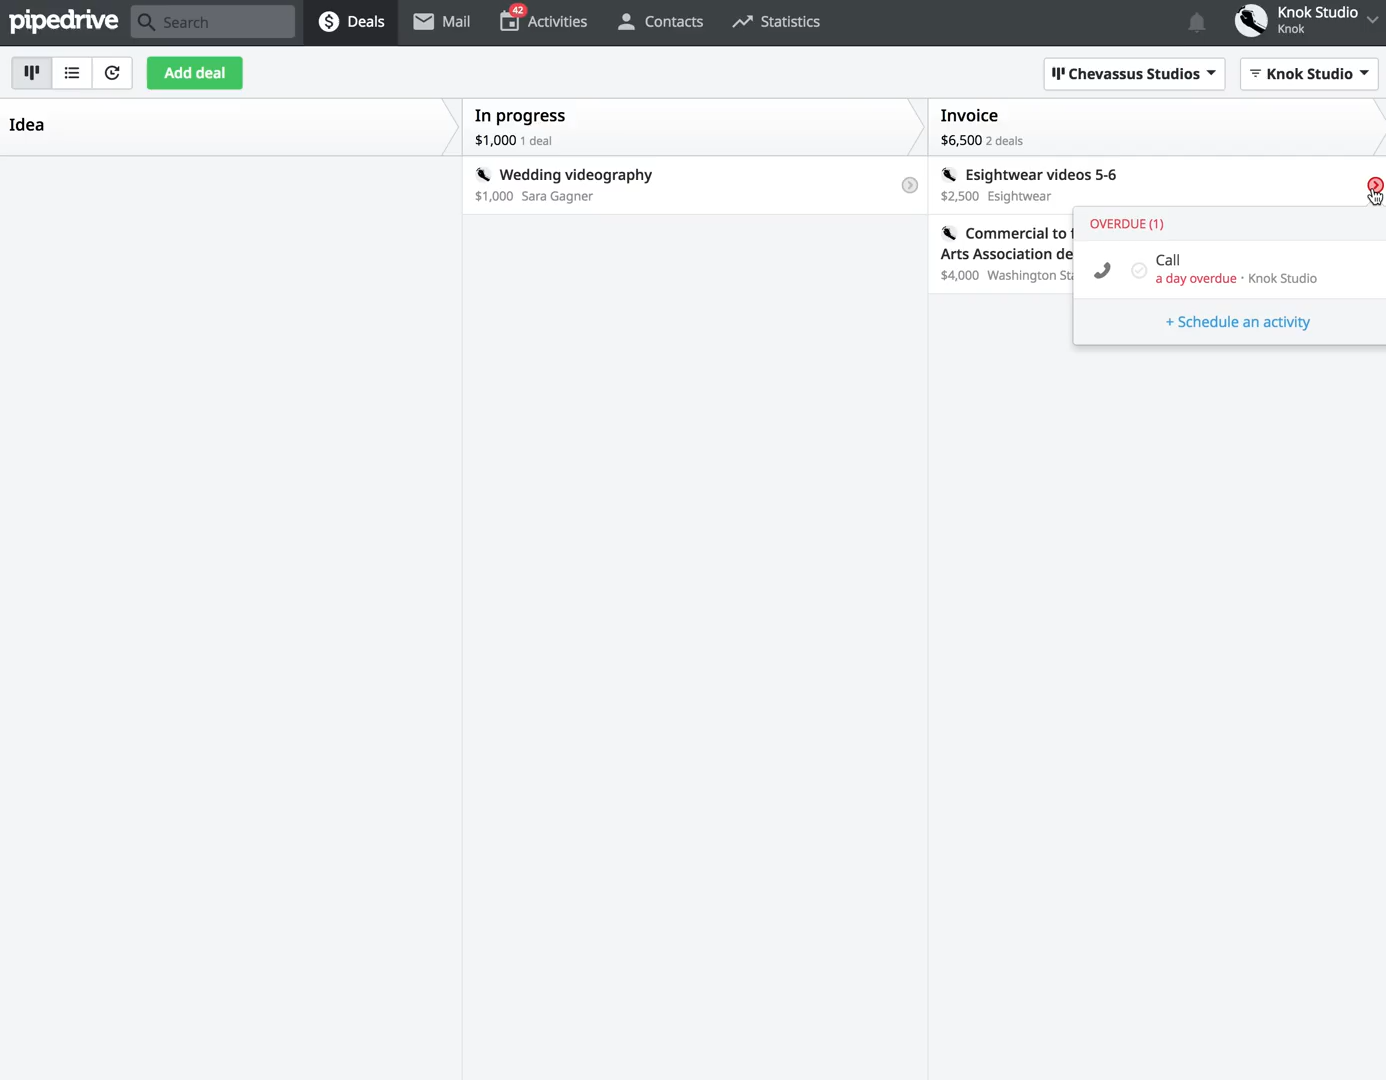 pipedrive
Search
Deals
Mail
42
Activities
Contacts
Statistics
Knok Studio
Knok
Add deal
Chevassus Studios
Knok Studio
Idea
In progress
$1,000 1 deal
Invoice
$6,500 2 deals
Wedding videography
$1,000 Sara Gagner
Esightwear videos 5-6
$2,500 Esightwear
Commercial to
Arts Association de
$4,000 Washington Sta
OVERDUE (1)
Call
a day overdue · Knok Studio
+ Schedule an activity